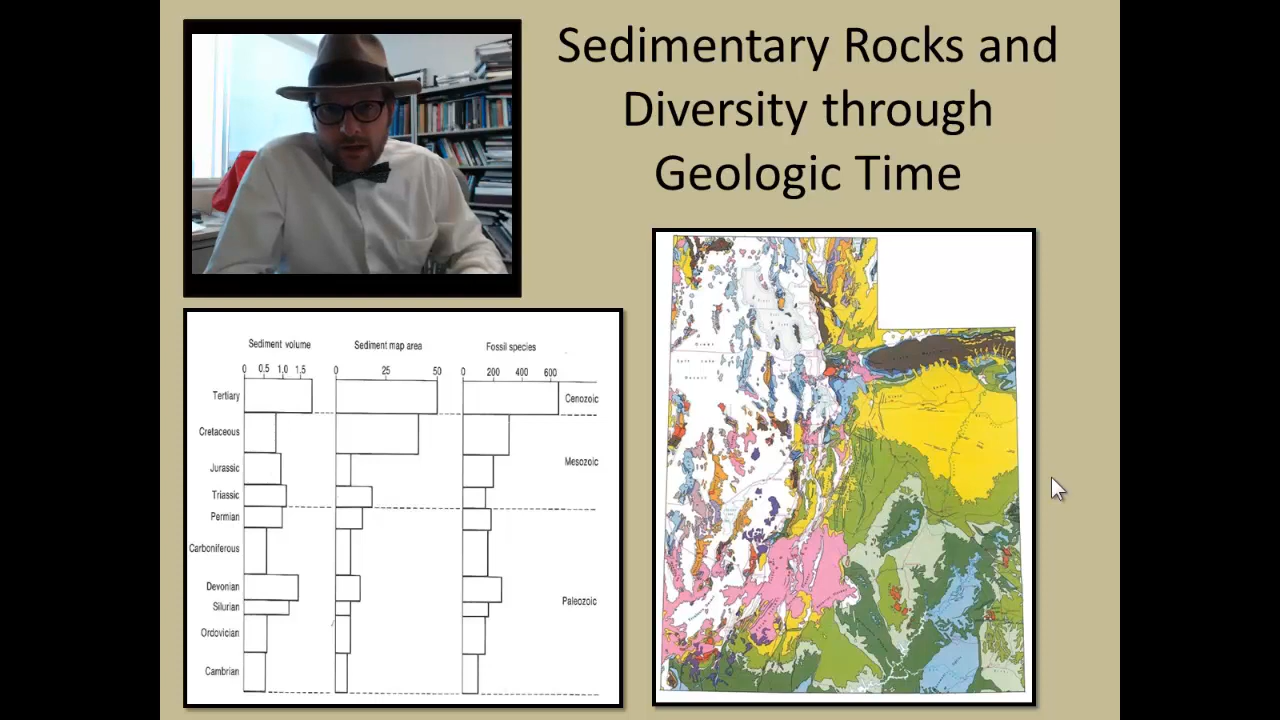 Sedimentary Rocks and
Diversity through
Geologic Time
Sediment volume
Sediment map area
Fossil species
0 0.5 1.0 1.5
0 25 50
0 200 400 600
Tertiary
Cenozoic
Cretaceous
Mesozoic
Jurassic
Triassic
Permian
Carboniferous
Devonian
Paleozoic
Silurian
Ordovician
Cambrian